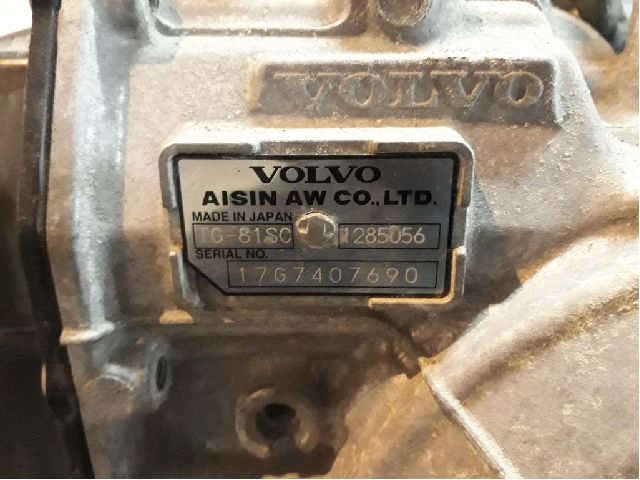 VOLVO
VOLVO
AISIN AW CO.,LTD.
MADE IN JAPAN
TG-81SC 1285056
SERIAL NO.
17G7407690